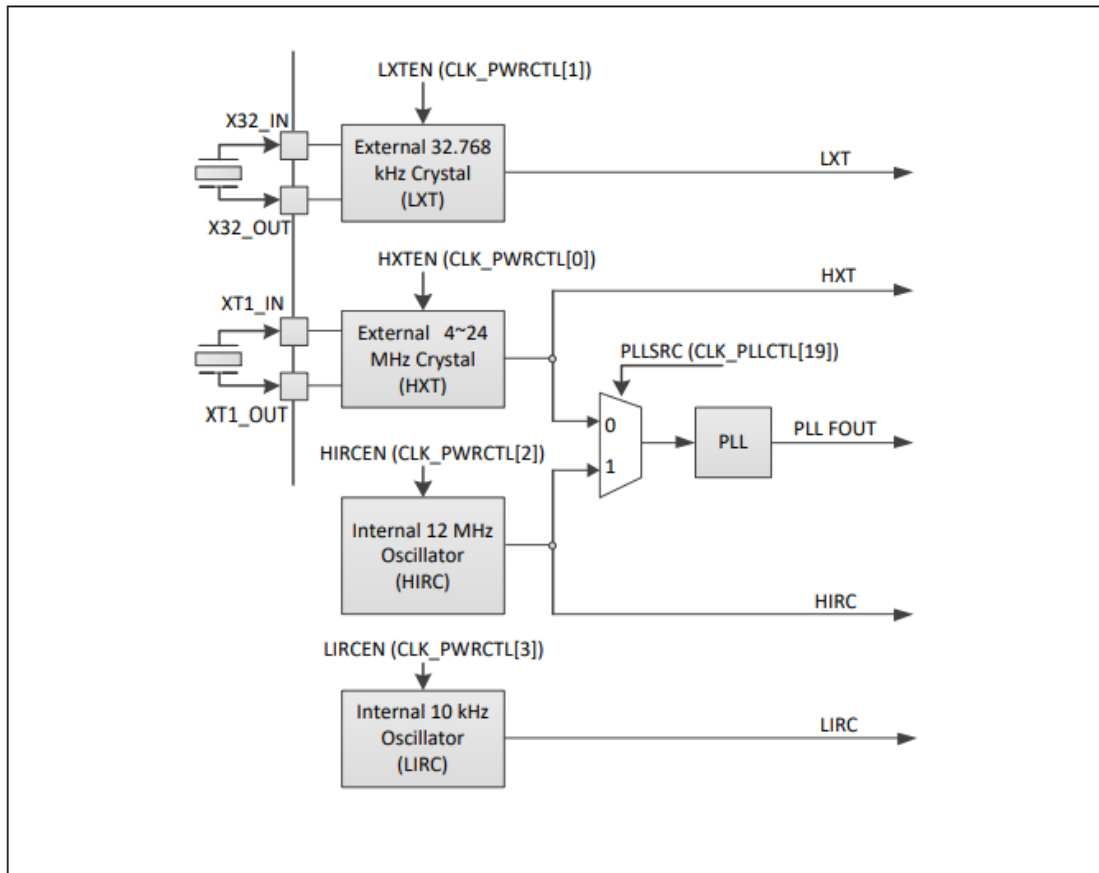 LXTEN (CLK_PWRCTL[1])
X32_IN
External 32.768
kHz Crystal
(LXT)
LXT
X32_OUT
HXTEN (CLK_PWRCTL[0])
HXT
XT1_IN
External 4~24
MHz Crystal
(HXT)
PLLSRC (CLK_PLLCTL[19])
XT1_OUT
0
1
PLL
PLL FOUT
HIRCEN (CLK_PWRCTL[2])
Internal 12 MHz
Oscillator
(HIRC)
HIRC
LIRCEN (CLK_PWRCTL[3])
Internal 10 kHz
Oscillator
(LIRC)
LIRC